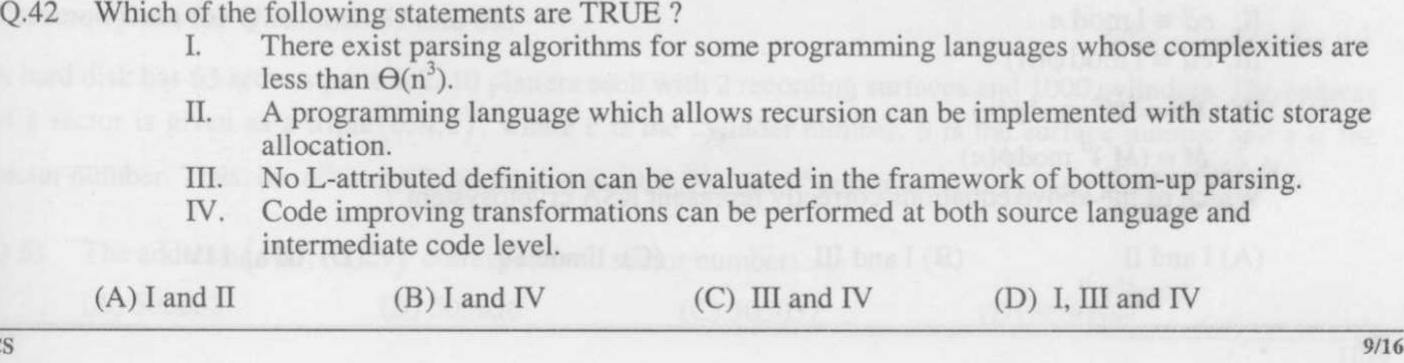 Q.42 Which of the following statements are TRUE ?
I. There exist parsing algorithms for some programming languages whose complexities are
less than Θ(n³).
II. A programming language which allows recursion can be implemented with static storage
allocation.
III. No L-attributed definition can be evaluated in the framework of bottom-up parsing.
IV. Code improving transformations can be performed at both source language and
intermediate code level.
(A) I and II (B) I and IV (C) III and IV (D) I, III and IV
CS 9/16